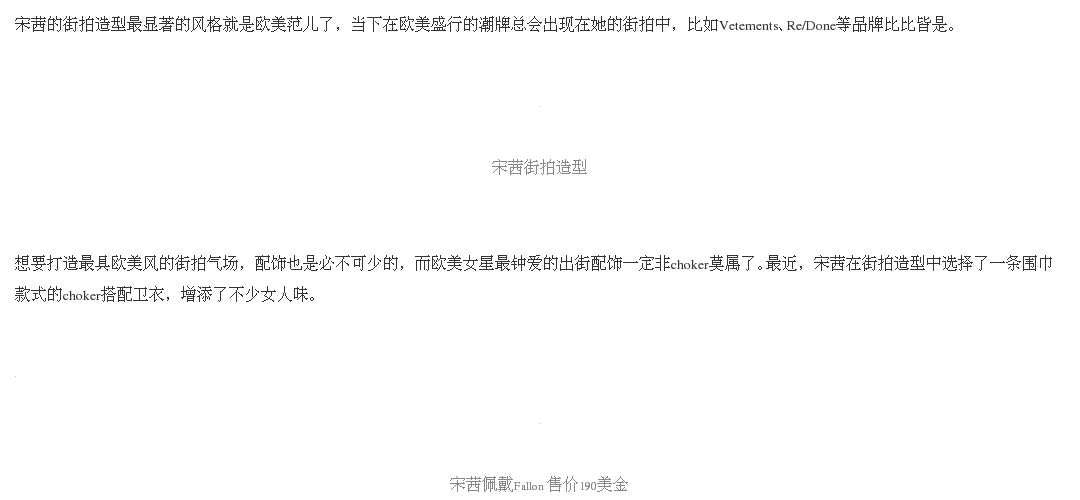 宋茜的街拍造型最显著的风格就是欧美范儿了，当下在欧美盛行的潮牌总会出现在她的街拍中，比如Vetements、Re/Done等品牌比比皆是。
宋茜街拍造型
想要打造最具欧美风的街拍气场，配饰也是必不可少的，而欧美女星最钟爱的出街配饰一定非choker莫属了。最近，宋茜在街拍造型中选择了一条围巾
款式的choker搭配卫衣，增添了不少女人味。
宋茜佩戴Fallon 售价190美金